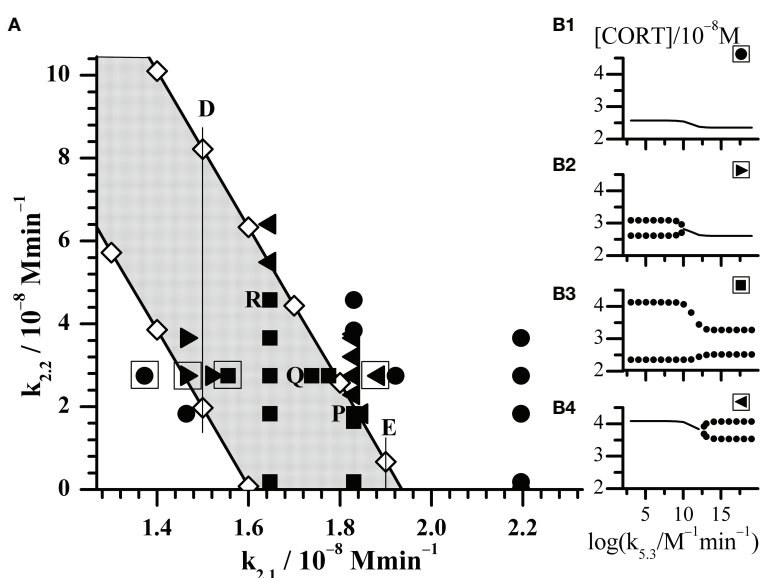 A
D
R
Q
P
E
10
8
6
4
2
0
k2.2 / 10⁻⁸ Mmin⁻¹
1.4 1.6 1.8 2.0 2.2
k2.1 / 10⁻⁸ Mmin⁻¹
B1
[CORT]/10⁻⁸M
4
3
2
B2
4
3
2
B3
4
3
2
B4
4
3
2
5 10 15
log(k5.3/M⁻¹min⁻¹)